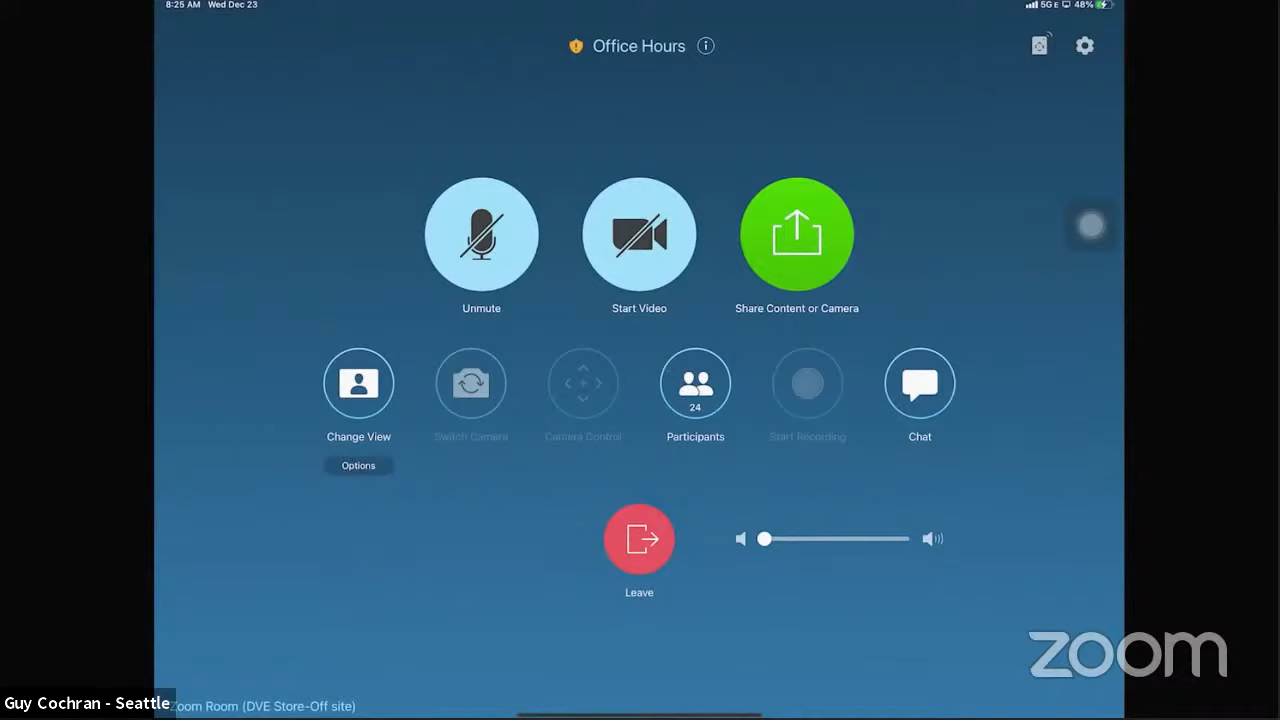 8:25 AM Wed Dec 23
5G E 48%
Office Hours
Unmute
Start Video
Share Content or Camera
24
Change View
Switch Camera
Camera Control
Participants
Start Recording
Chat
Options
Leave
zoom
Guy Cochran - Seattle
Zoom Room (DVE Store-Off site)